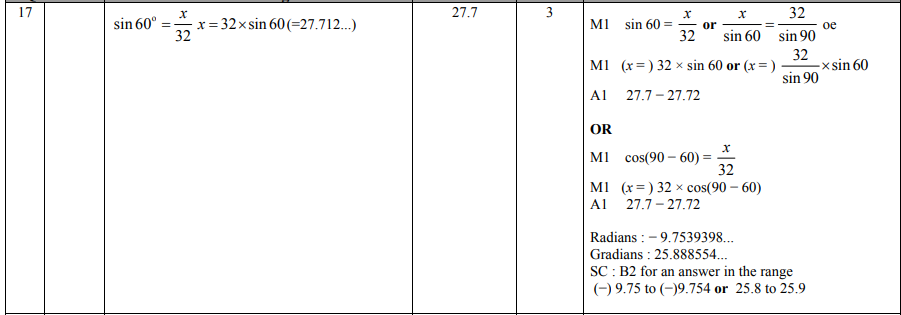 17
sin 60° = x/32 x = 32 × sin 60 (=27.712...)
27.7
3
M1 sin 60 = x/32 or x/sin 60 = 32/sin 90 oe
M1 (x = ) 32 × sin 60 or (x = ) 32/sin 90 × sin 60
A1 27.7 – 27.72
OR
M1 cos(90 – 60) = x/32
M1 (x = ) 32 × cos(90 – 60)
A1 27.7 – 27.72
Radians : – 9.7539398...
Gradians : 25.888554...
SC : B2 for an answer in the range
(–) 9.75 to (–)9.754 or 25.8 to 25.9